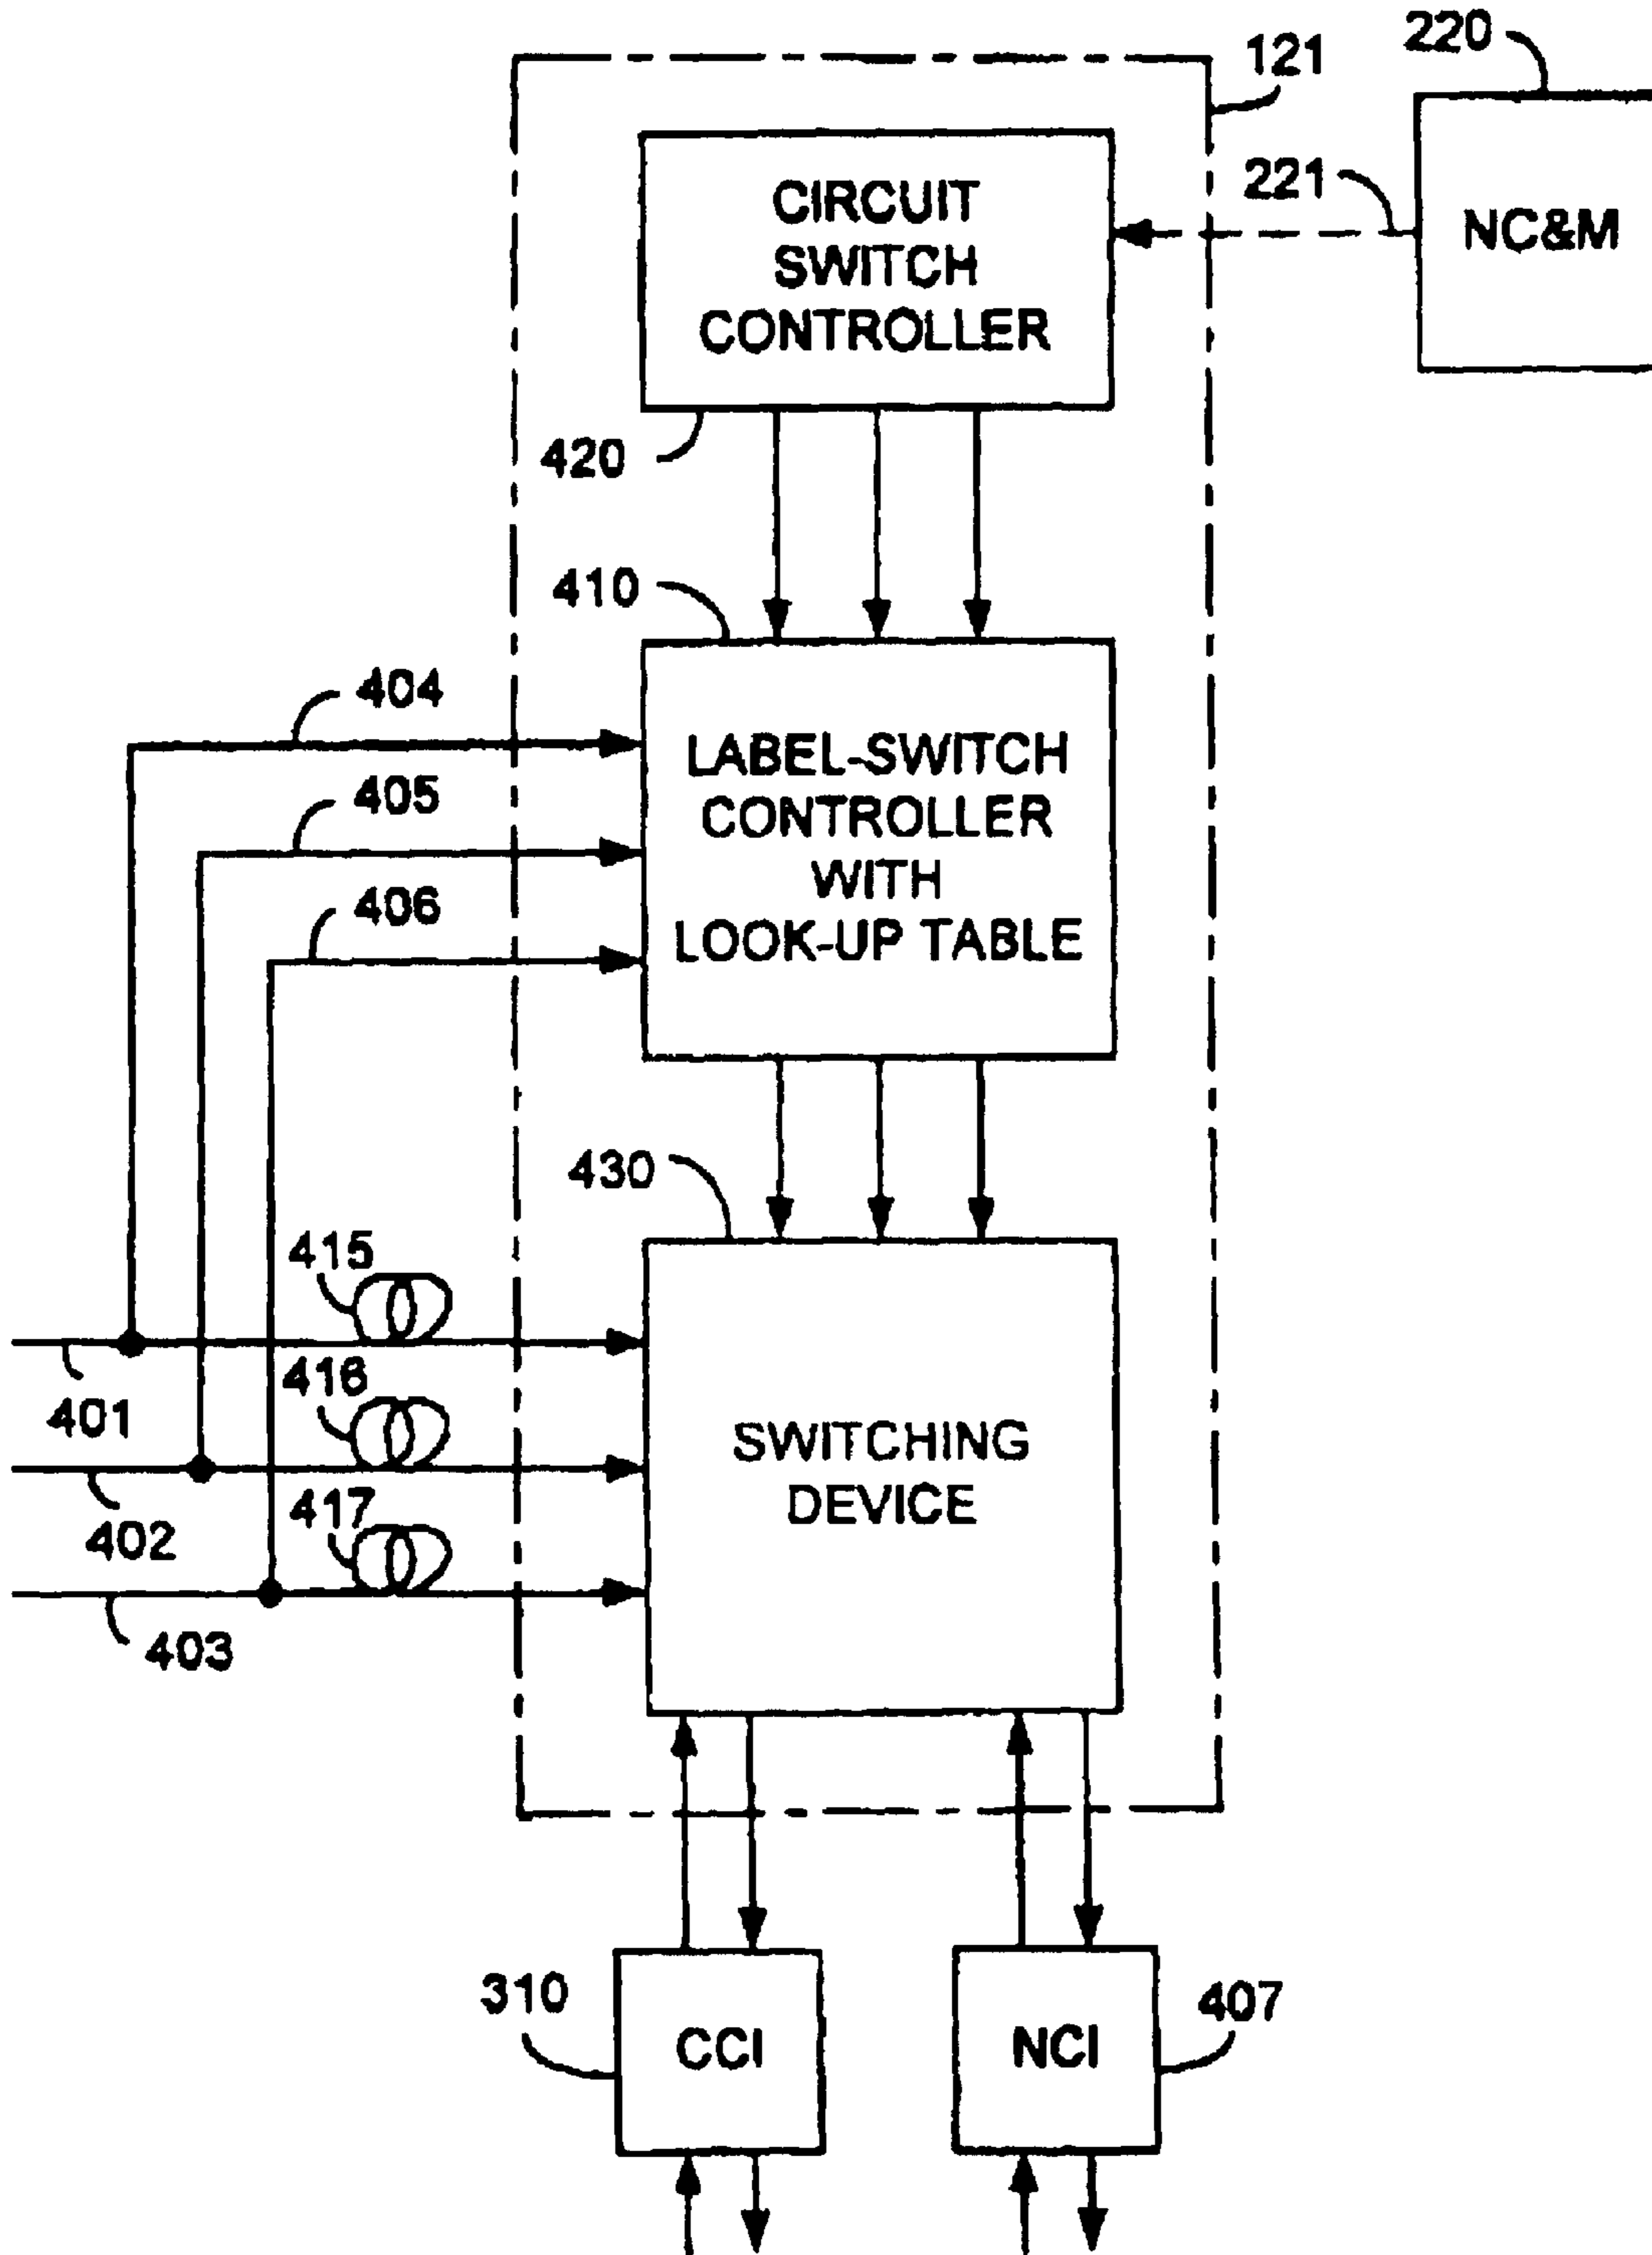 220
121
221
NC&M
CIRCUIT
SWITCH
CONTROLLER
420
410
404
LABEL-SWITCH
CONTROLLER
WITH
LOOK-UP TABLE
405
406
430
415
401
416
402
417
403
SWITCHING
DEVICE
310
CCI
NCI
407